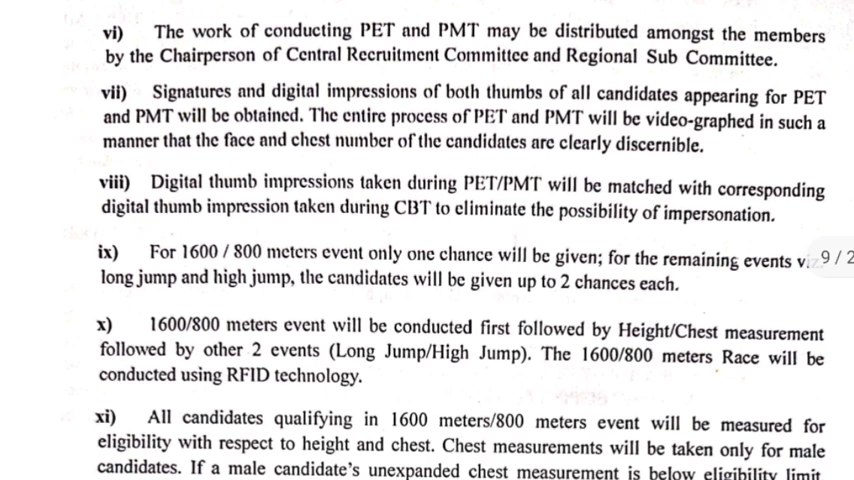 vi) The work of conducting PET and PMT may be distributed amongst the members
by the Chairperson of Central Recruitment Committee and Regional Sub Committee.
vii) Signatures and digital impressions of both thumbs of all candidates appearing for PET
and PMT will be obtained. The entire process of PET and PMT will be video-graphed in such a
manner that the face and chest number of the candidates are clearly discernible.
viii) Digital thumb impressions taken during PET/PMT will be matched with corresponding
digital thumb impression taken during CBT to eliminate the possibility of impersonation.
ix) For 1600 / 800 meters event only one chance will be given; for the remaining events viz.
9 / 2
long jump and high jump, the candidates will be given up to 2 chances each.
x) 1600/800 meters event will be conducted first followed by Height/Chest measurement
followed by other 2 events (Long Jump/High Jump). The 1600/800 meters Race will be
conducted using RFID technology.
xi) All candidates qualifying in 1600 meters/800 meters event will be measured for
eligibility with respect to height and chest. Chest measurements will be taken only for male
candidates. If a male candidate's unexpanded chest measurement is below eligibility limit,